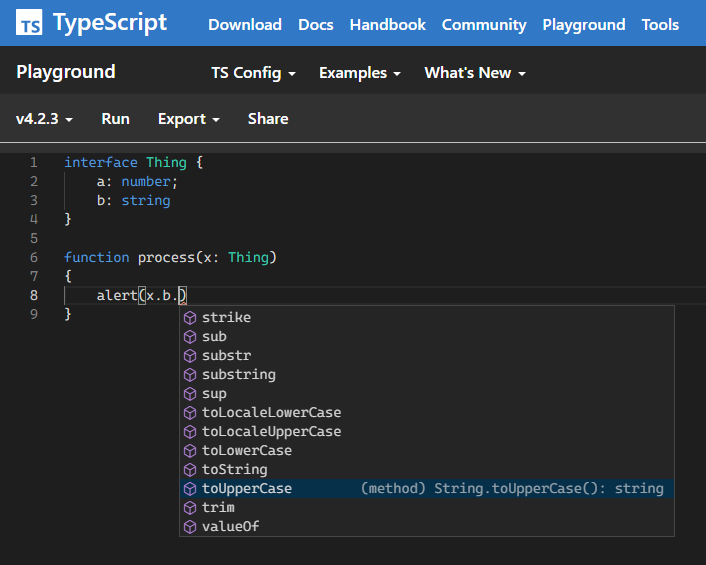 TS TypeScript Download Docs Handbook Community Playground Tools
Playground TS Config Examples What's New
v4.2.3 Run Export Share
1 interface Thing {
2 a: number;
3 b: string
4 }
5
6 function process(x: Thing)
7 {
8 alert(x.b.)
9 }
strike
sub
substr
substring
sup
toLocaleLowerCase
toLocaleUpperCase
toLowerCase
toString
toUpperCase (method) String.toUpperCase(): string
trim
valueOf